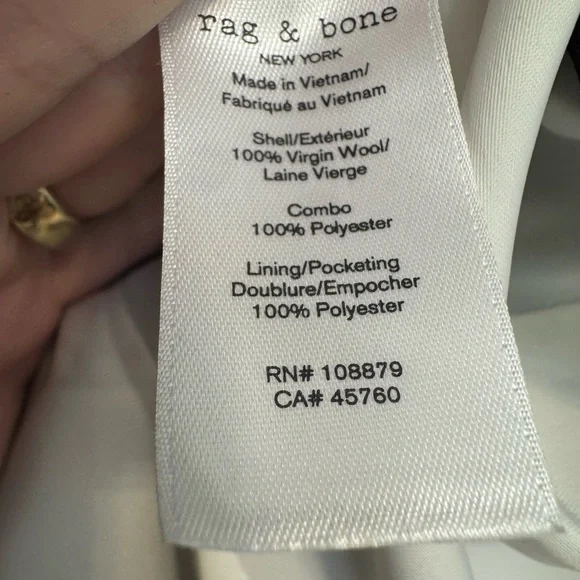 rag & bone
NEW YORK
Made in Vietnam/
Fabriqué au Vietnam
Shell/Extérieur
100% Virgin Wool/
Laine Vierge
Combo
100% Polyester
Lining/Pocketing
Doublure/Empocher
100% Polyester
RN# 108879
CA# 45760